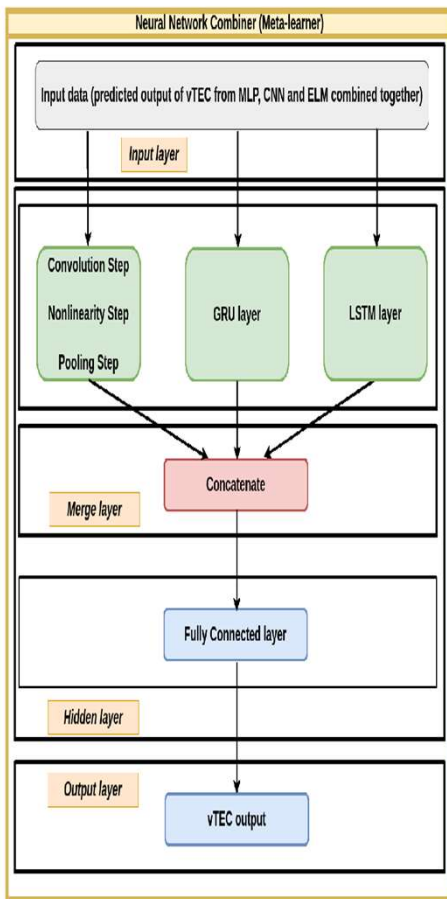 Neural Network Combiner (Meta-learner)
Input data (predicted output of vTEC from MLP, CNN and ELM combined together)
Input layer
Convolution Step
Nonlinearity Step
Pooling Step
GRU layer
LSTM layer
Concatenate
Merge layer
Fully Connected layer
Hidden layer
Output layer
vTEC output